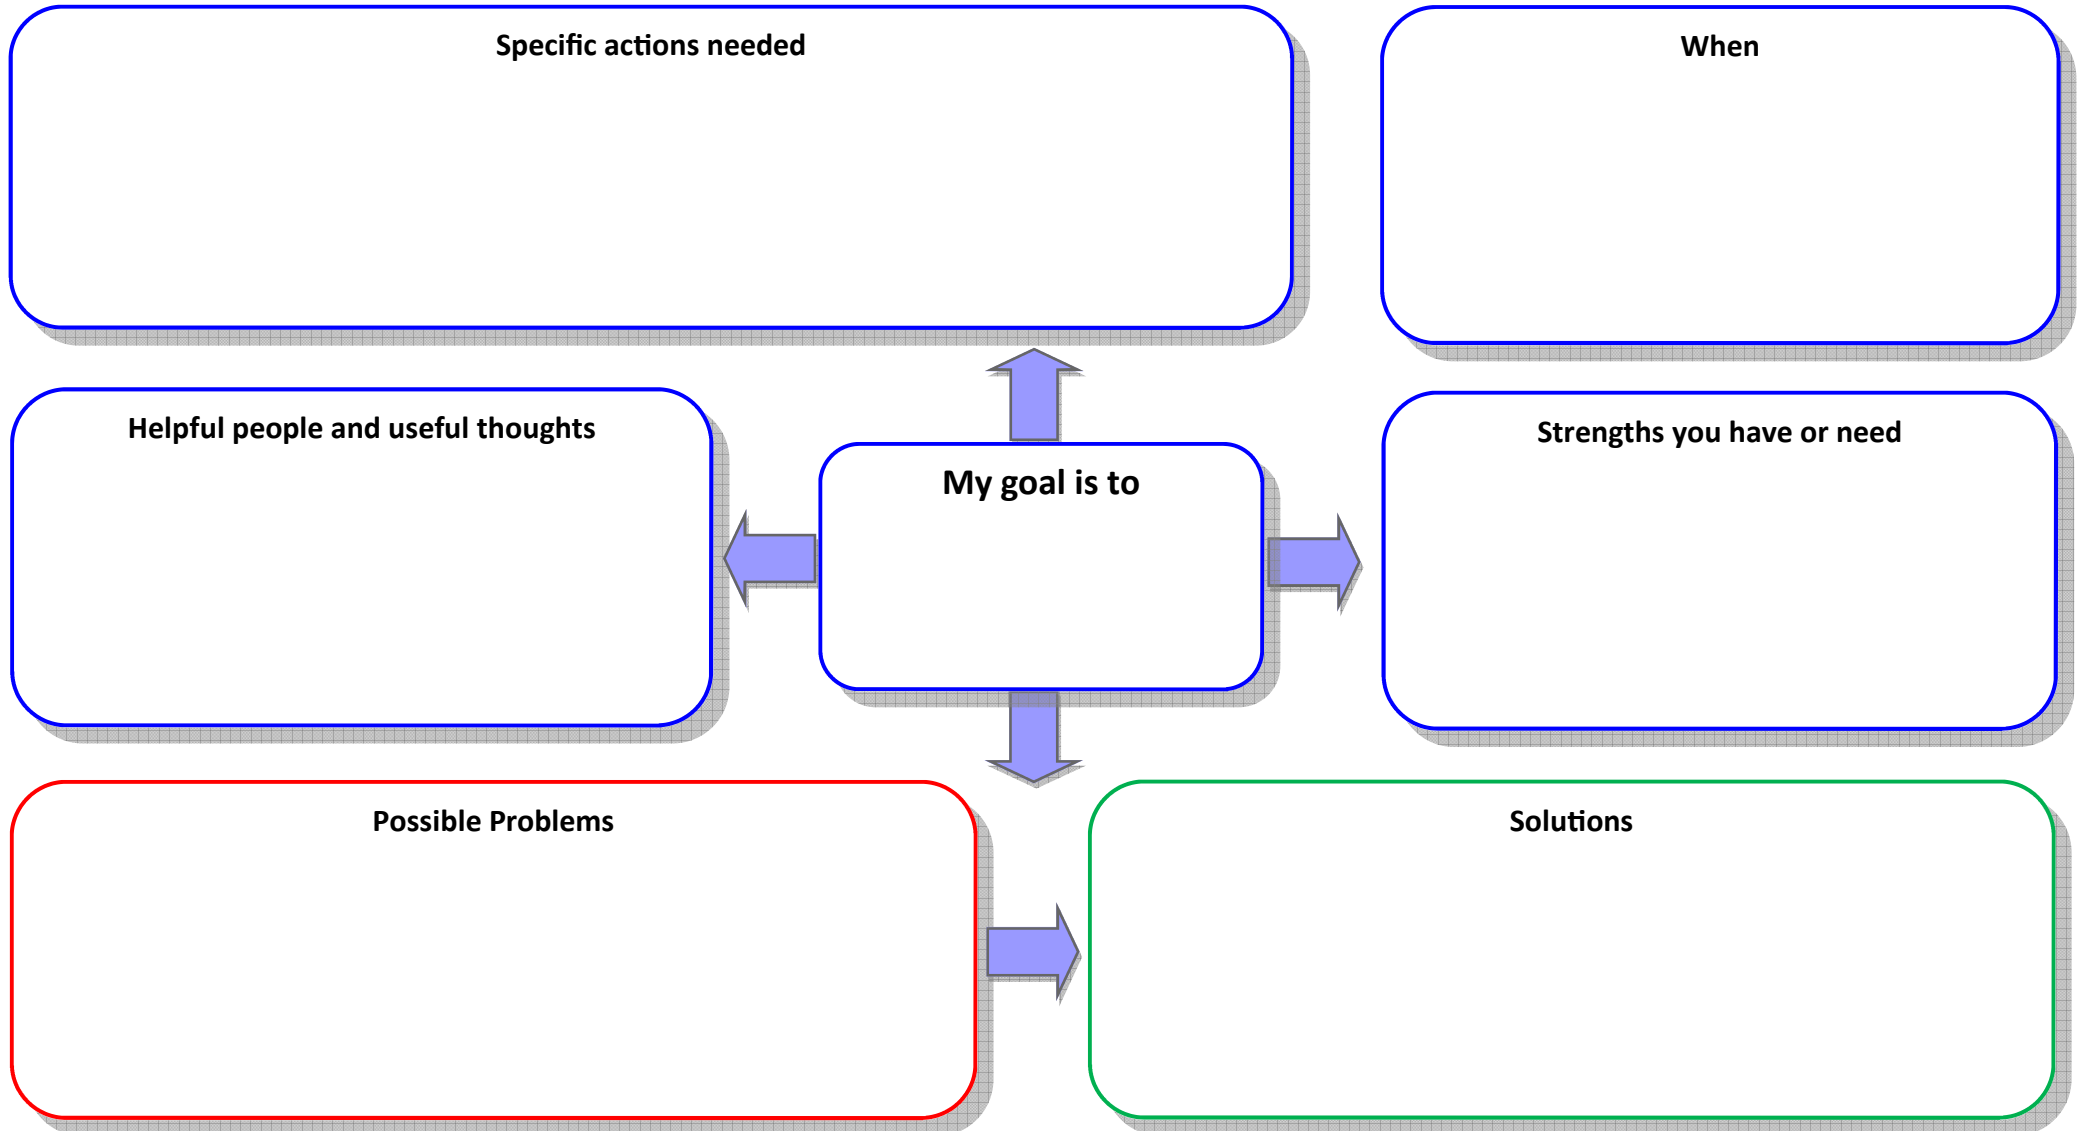 Specific actions needed
When
Helpful people and useful thoughts
My goal is to
Strengths you have or need
Possible Problems
Solutions